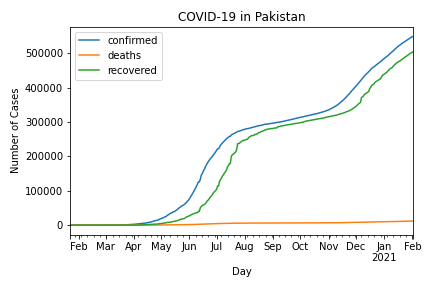 COVID-19 in Pakistan
confirmed
deaths
recovered
Number of Cases
500000
400000
300000
200000
100000
0
Feb Mar Apr May Jun Jul Aug Sep Oct Nov Dec Jan Feb
2021
Day